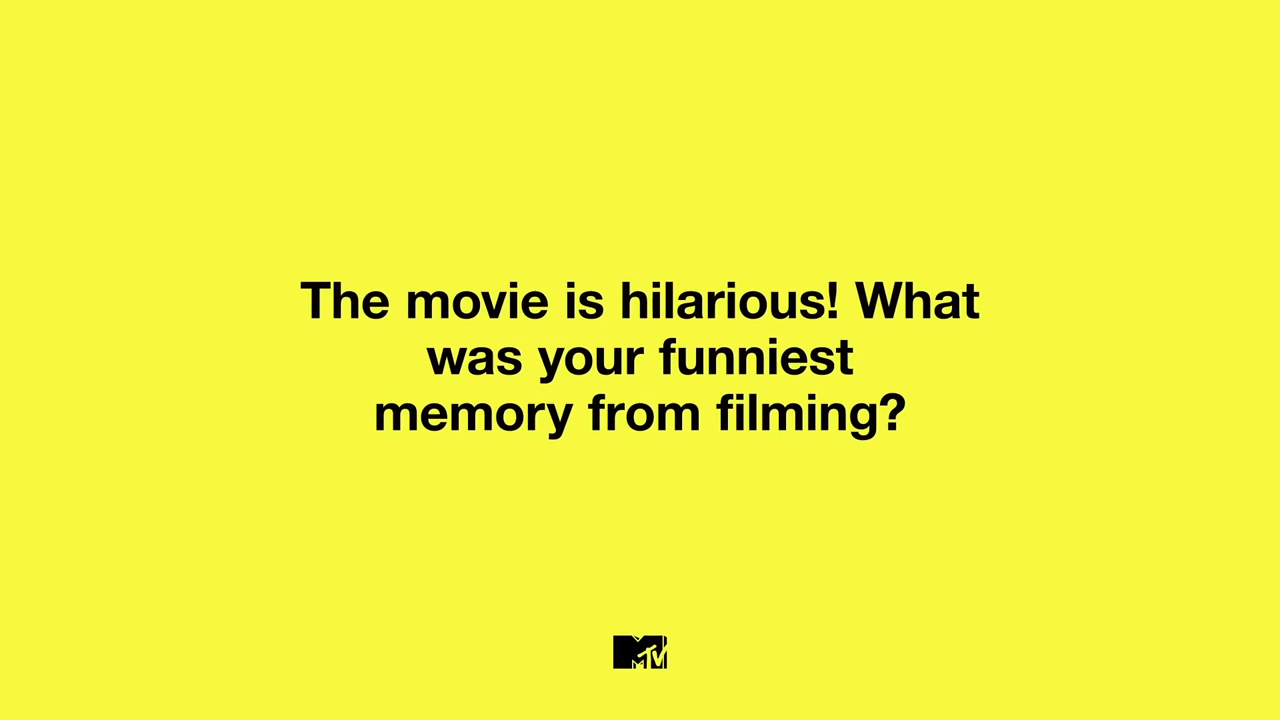 The movie is hilarious! What
was your funniest
memory from filming?
MTV